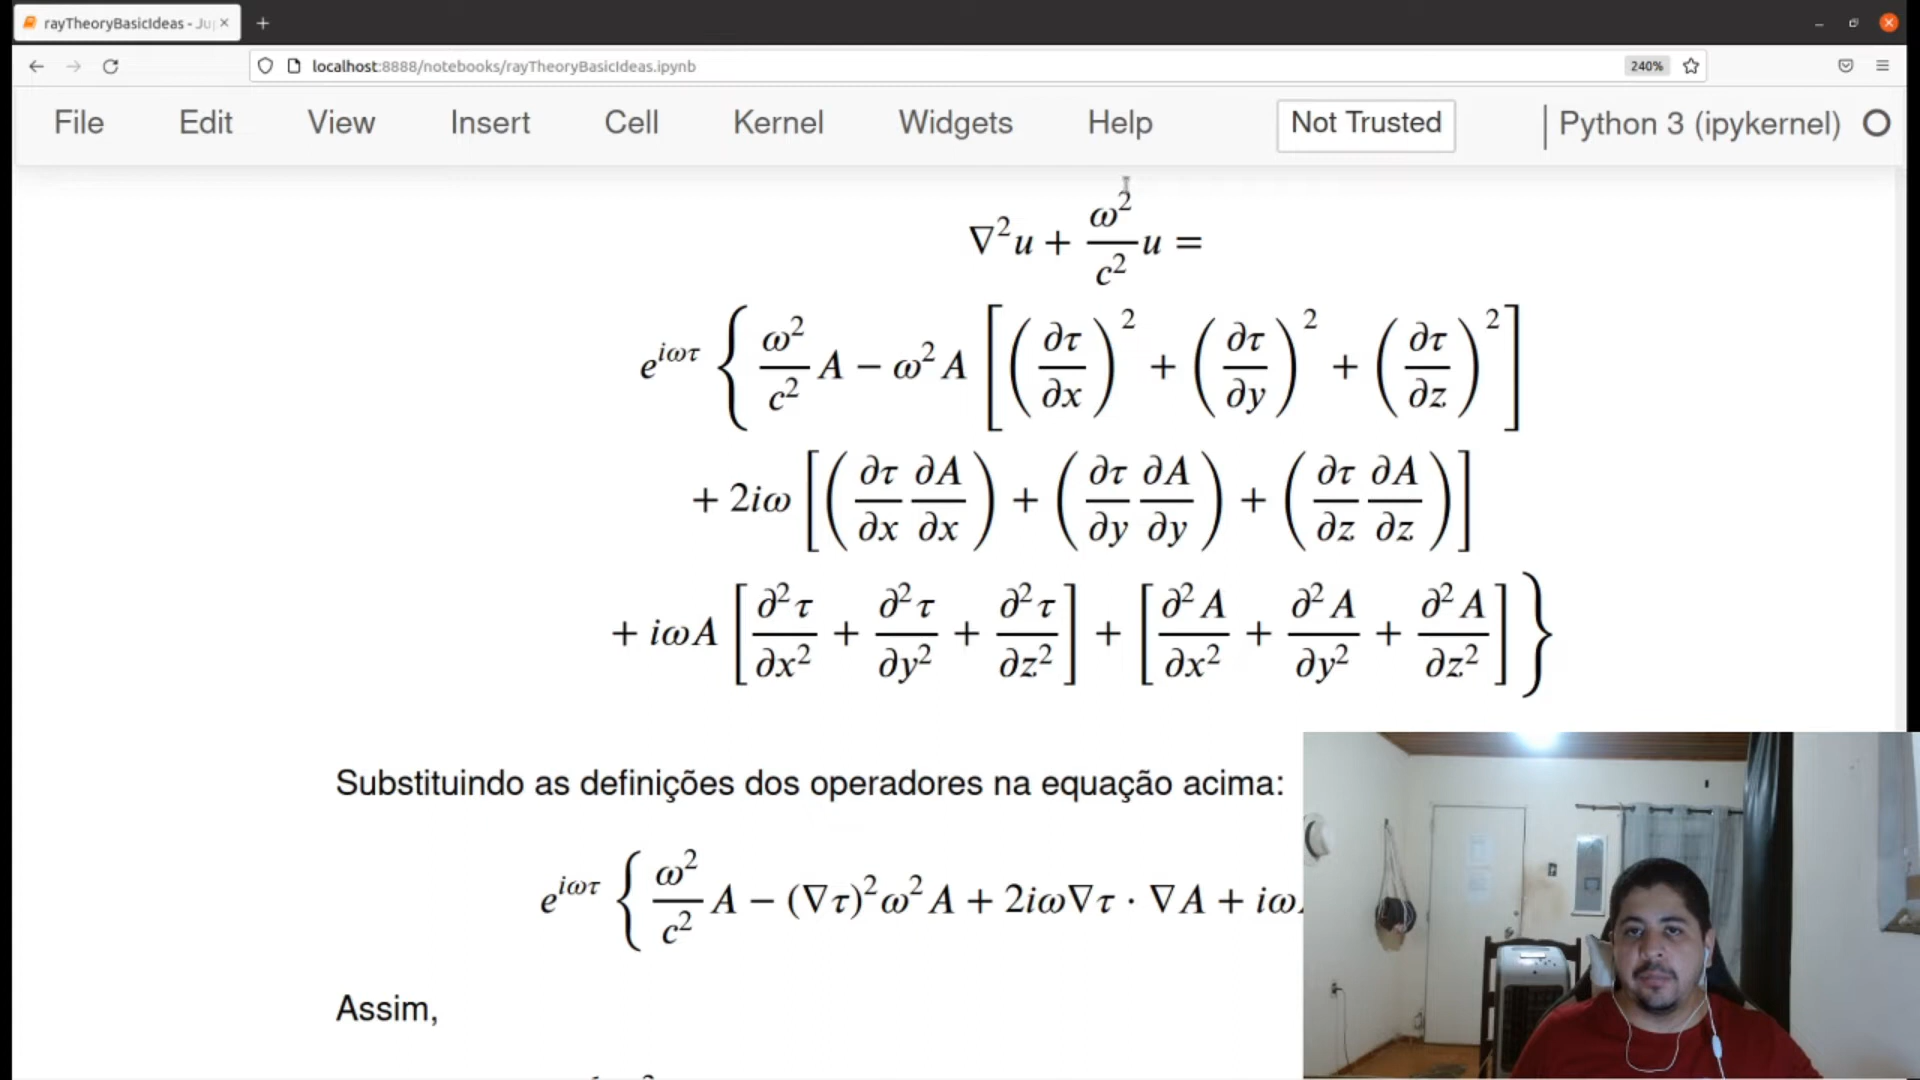 rayTheoryBasicIdeas - Ju
localhost:8888/notebooks/rayTheoryBasicIdeas.ipynb 240%
File Edit View Insert Cell Kernel Widgets Help Not Trusted Python 3 (ipykernel)
∇²u + ω²/c² u =
e^{iωτ} { ω²/c² A − ω² A [ (∂τ/∂x)² + (∂τ/∂y)² + (∂τ/∂z)² ]
+ 2iω [ (∂τ/∂x ∂A/∂x) + (∂τ/∂y ∂A/∂y) + (∂τ/∂z ∂A/∂z) ]
+ iωA [ ∂²τ/∂x² + ∂²τ/∂y² + ∂²τ/∂z² ] + [ ∂²A/∂x² + ∂²A/∂y² + ∂²A/∂z² ] }
Substituindo as definições dos operadores na equação acima:
e^{iωτ} { ω²/c² A − (∇τ)²ω² A + 2iω∇τ · ∇A + iω
Assim,